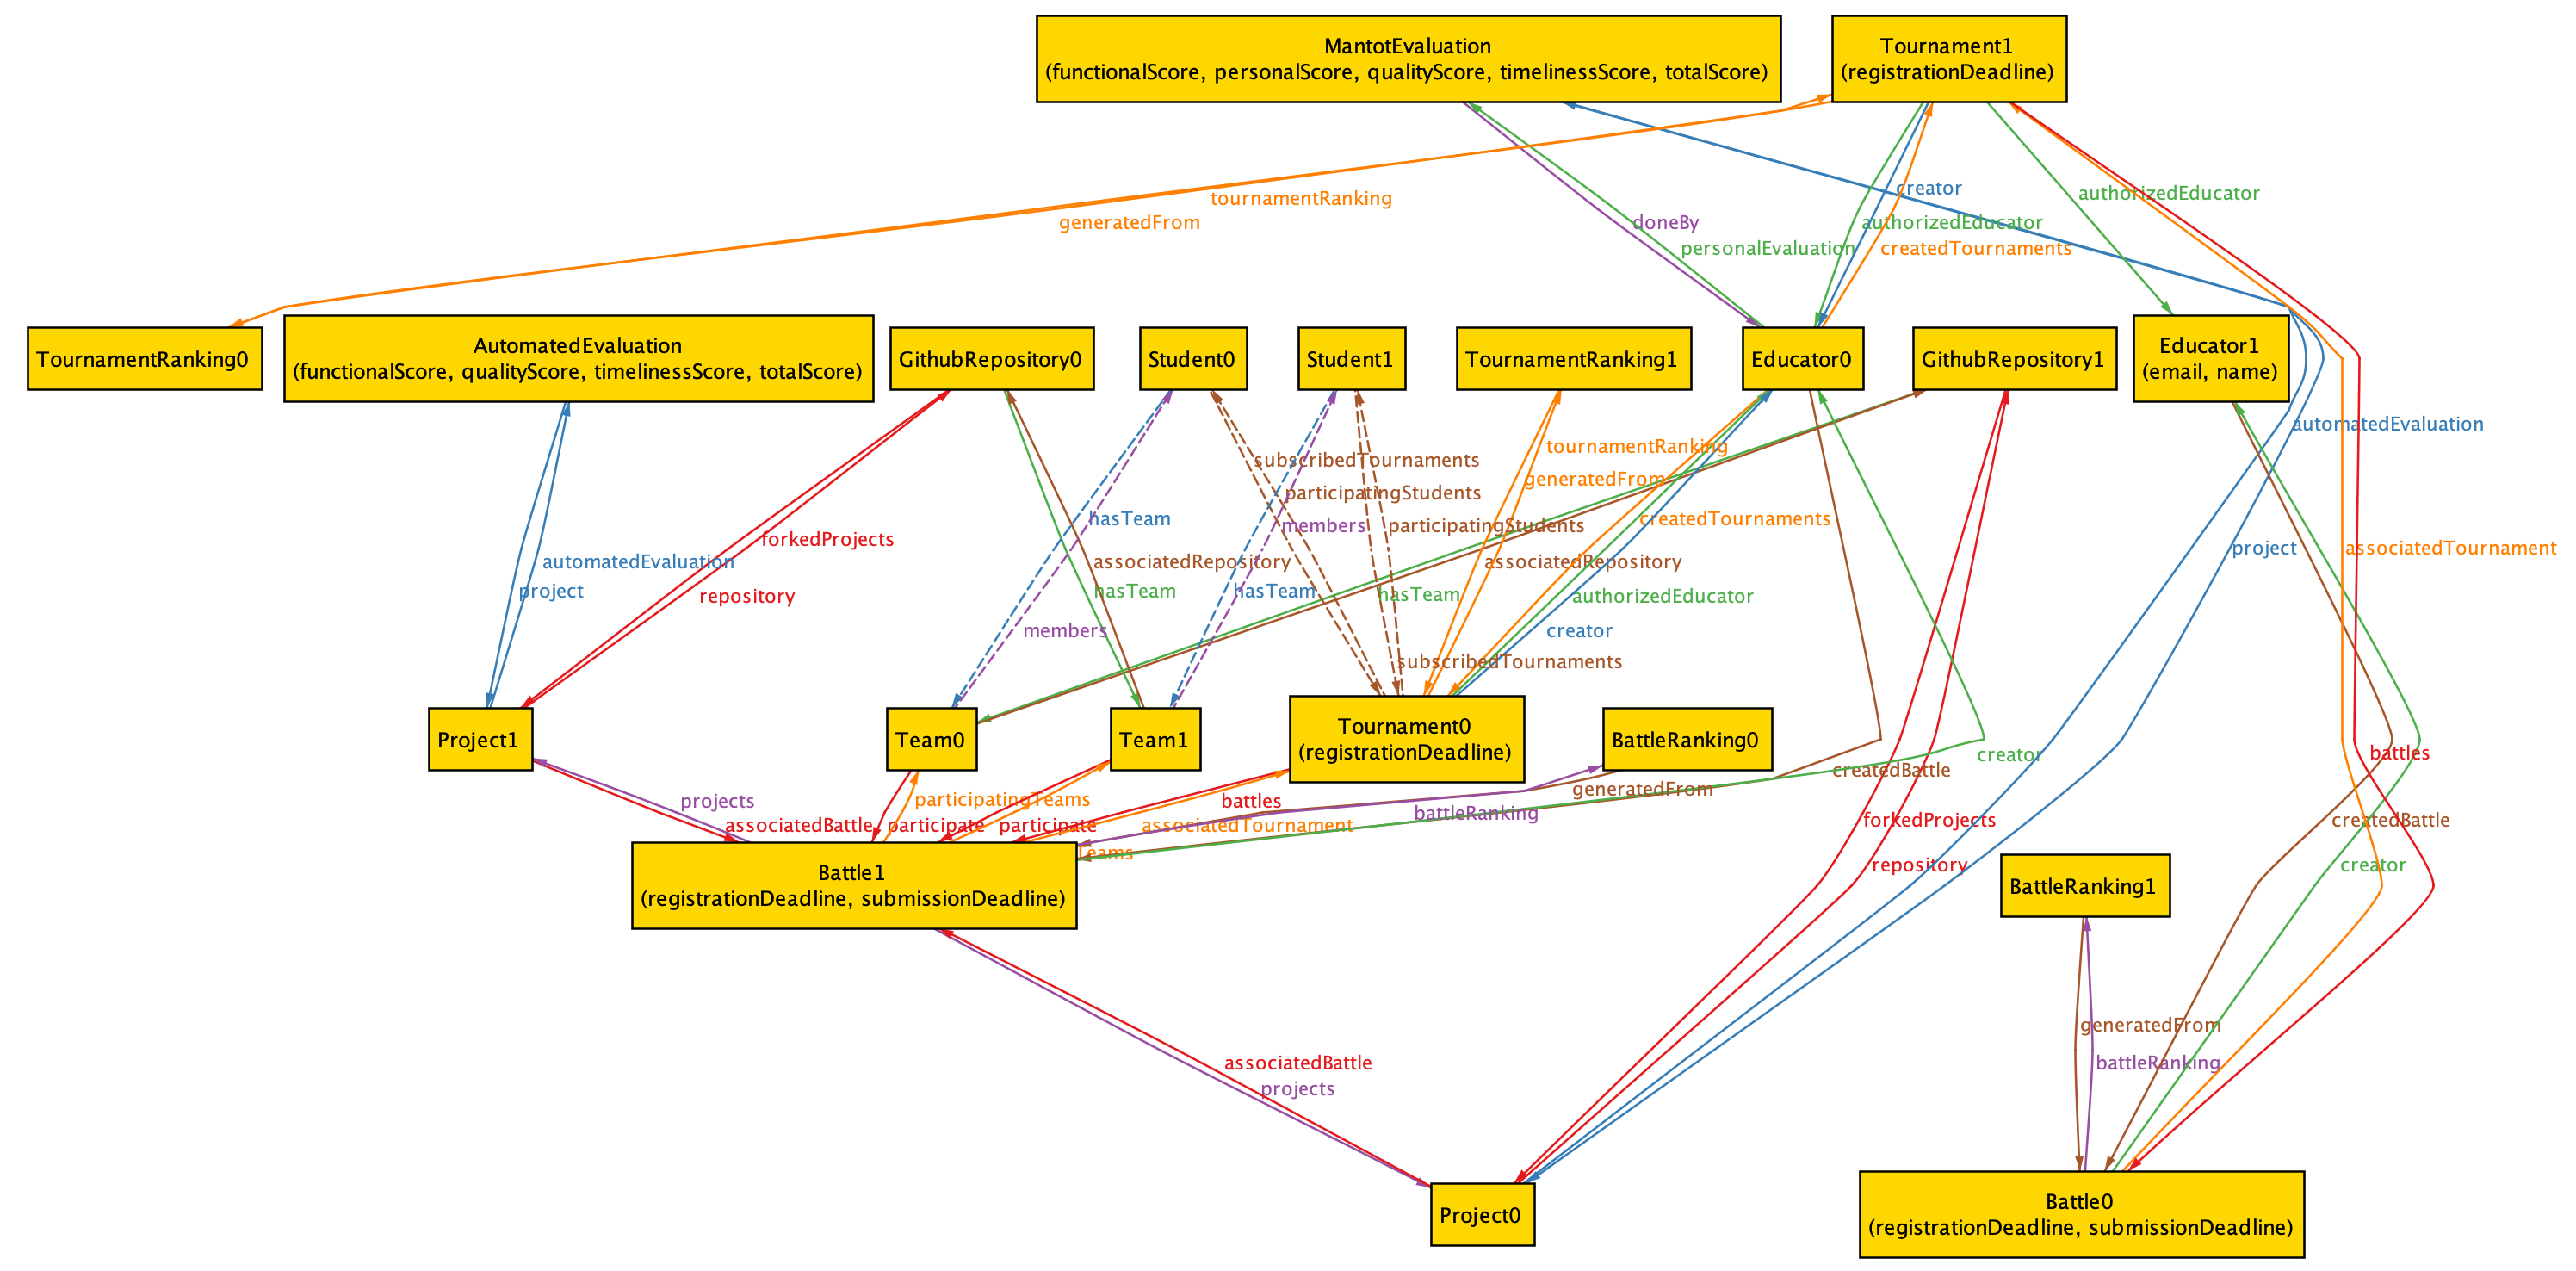 MantotEvaluation
(functionalScore, personalScore, qualityScore, timelinessScore, totalScore)
Tournament1
(registrationDeadline)
creator
authorizedEducator
tournamentRanking
generatedFrom
doneBy
authorizedEducator
personalEvaluation
createdTournaments
TournamentRanking0
AutomatedEvaluation
(functionalScore, qualityScore, timelinessScore, totalScore)
GithubRepository0
Student0
Student1
TournamentRanking1
Educator0
GithubRepository1
Educator1
(email, name)
automatedEvaluation
tournamentRanking
subscribedTournaments
generatedFrom
participatingStudents
hasTeam
members
participatingStudents
createdTournaments
forkedProjects
project
associatedTournament
automatedEvaluation
associatedRepository
associatedRepository
project
repository
hasTeam
hasTeam
hasTeam
authorizedEducator
members
creator
subscribedTournaments
Project1
Team0
Team1
Tournament0
(registrationDeadline)
BattleRanking0
creator
battles
createdBattle
generatedFrom
projects
participatingTeams
battles
battleRanking
associatedBattle
participate
participate
associatedTournament
forkedProjects
createdBattle
Teams
repository
creator
Battle1
(registrationDeadline, submissionDeadline)
BattleRanking1
generatedFrom
associatedBattle
battleRanking
projects
Project0
Battle0
(registrationDeadline, submissionDeadline)